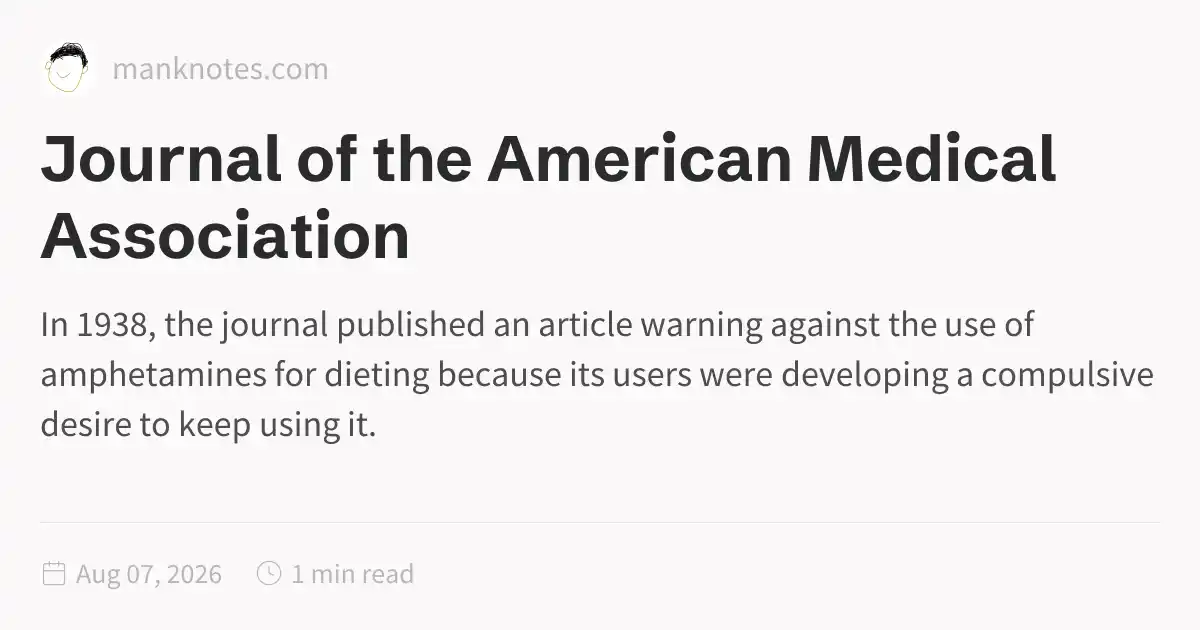 manknotes.com
Journal of the American Medical
Association
In 1938, the journal published an article warning against the use of
amphetamines for dieting because its users were developing a compulsive
desire to keep using it.
Aug 07, 2026 1 min read